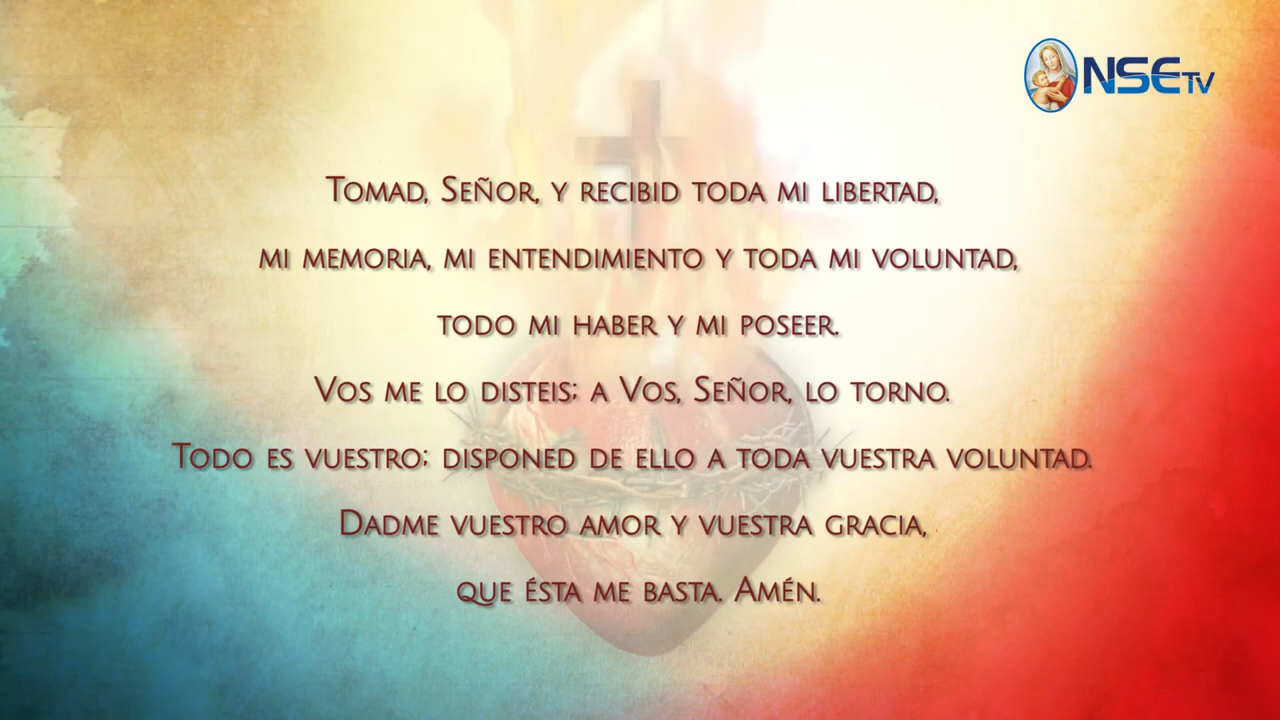 NSETV
Tomad, Señor, y recibid toda mi libertad,
mi memoria, mi entendimiento y toda mi voluntad,
todo mi haber y mi poseer.
Vos me lo disteis; a Vos, Señor, lo torno.
Todo es vuestro; disponed de ello a toda vuestra voluntad.
Dadme vuestro amor y vuestra gracia,
que ésta me basta. Amén.